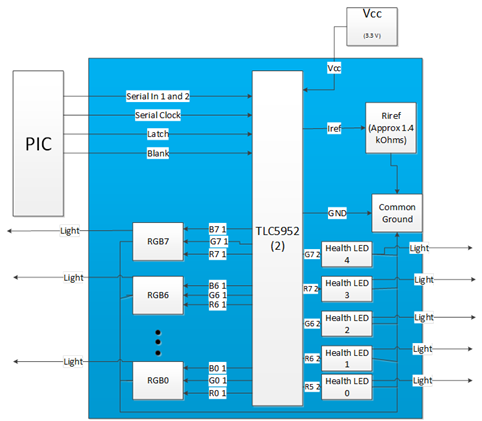 Vcc
(3.3 V)
Vcc
PIC
Serial In 1 and 2
Serial Clock
Latch
Blank
Iref
Riref
(Approx 1.4
kOhms)
TLC5952
(2)
GND
Common
Ground
Light
RGB7
B7 1
G7 1
R7 1
G7 2
Health LED
4
Light
Light
RGB6
B6 1
G6 1
R6 1
R7 2
Health LED
3
Light
G6 2
Health LED
2
Light
Light
RGB0
B0 1
G0 1
R0 1
R6 2
Health LED
1
Light
R5 2
Health LED
0
Light